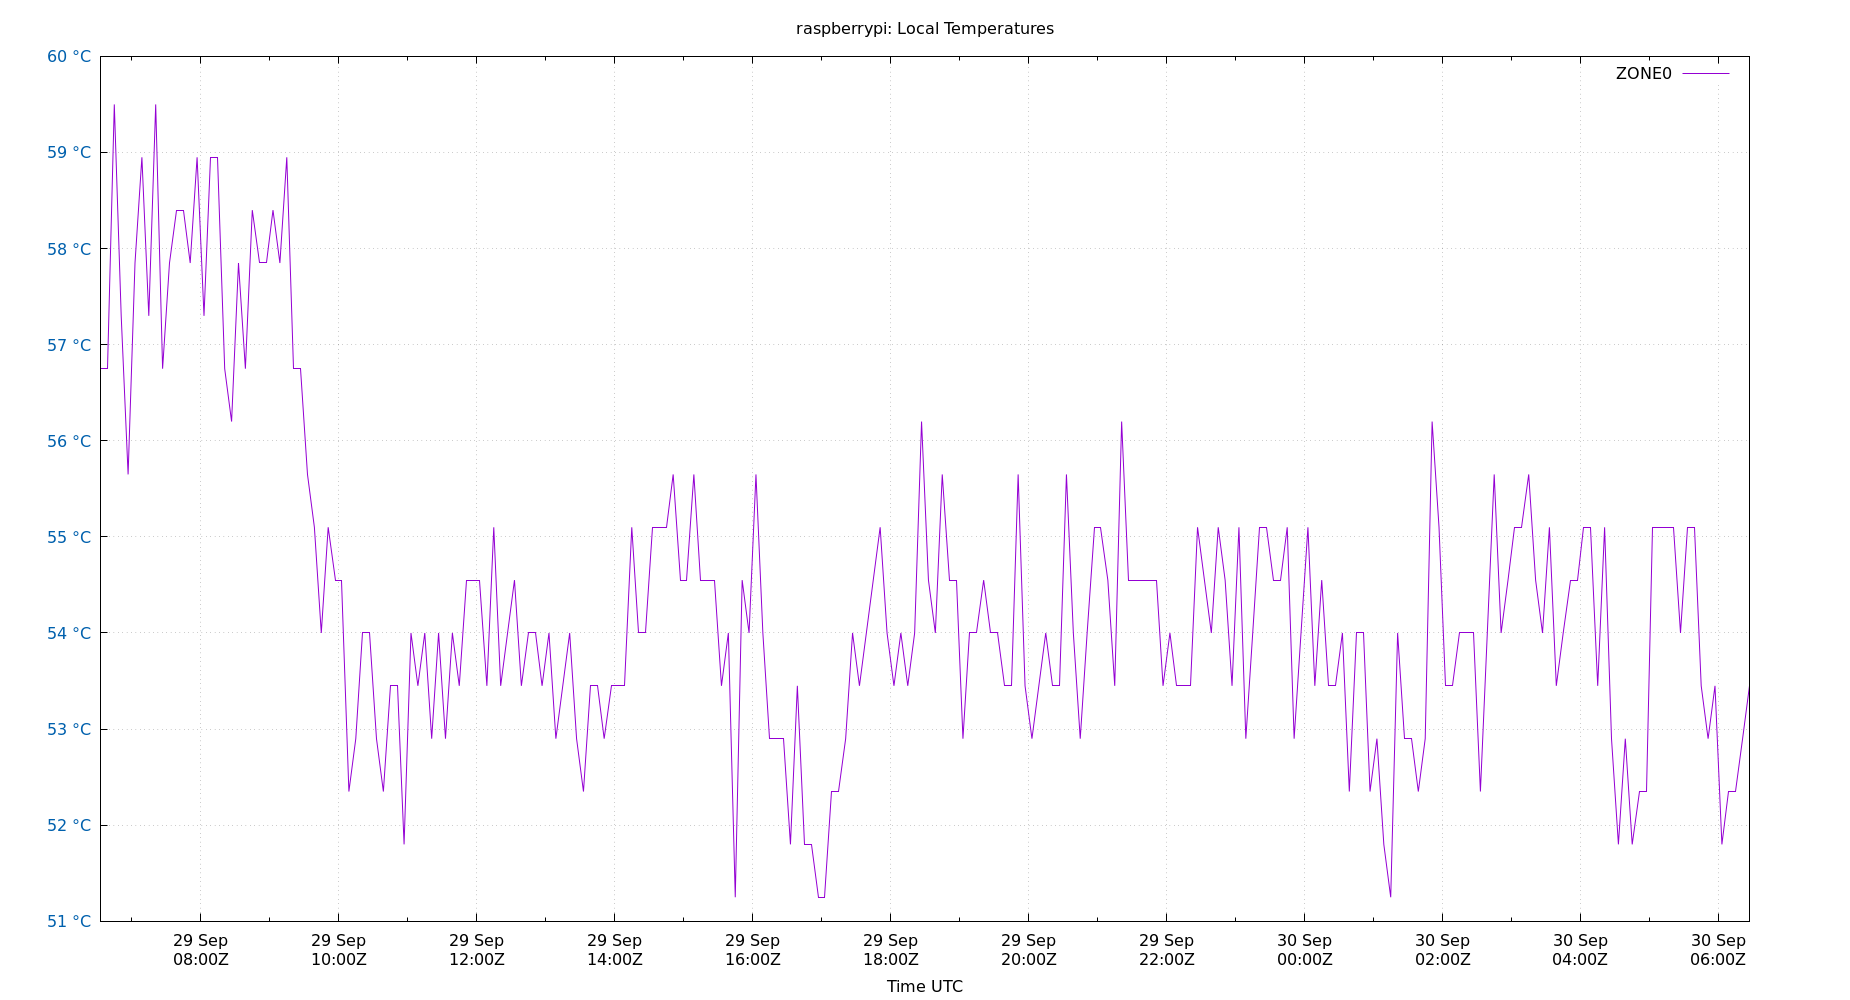 raspberrypi: Local Temperatures
60 °C
ZONE0
59 °C
58 °C
57 °C
56 °C
55 °C
54 °C
53 °C
52 °C
51 °C
29 Sep 29 Sep 29 Sep 29 Sep 29 Sep 29 Sep 29 Sep 29 Sep 30 Sep 30 Sep 30 Sep 30 Sep
08:00Z 10:00Z 12:00Z 14:00Z 16:00Z 18:00Z 20:00Z 22:00Z 00:00Z 02:00Z 04:00Z 06:00Z
Time UTC